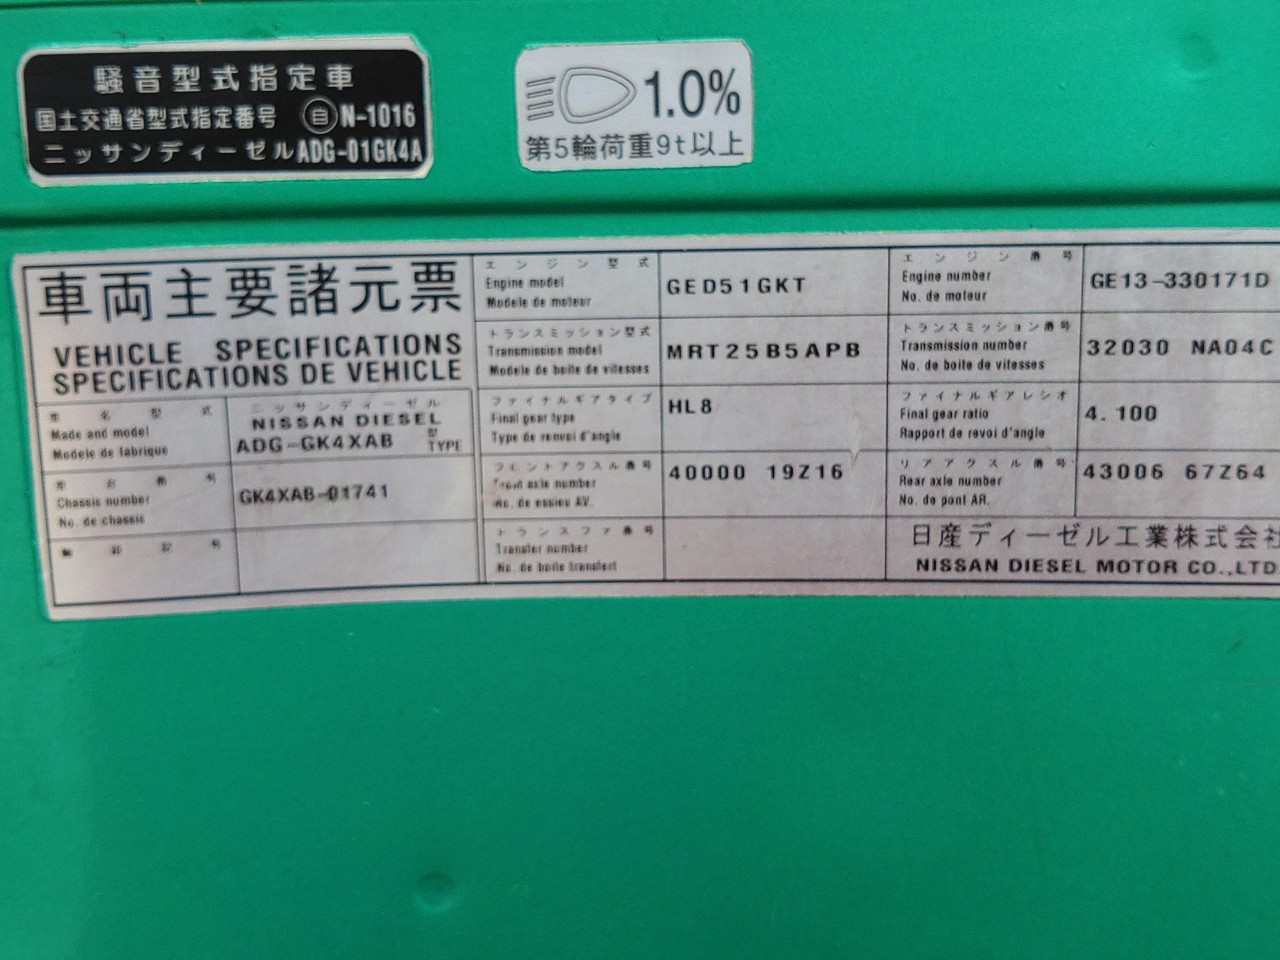 騒音型式指定車
国土交通省型式指定番号 自 N-1016
ニッサンディーゼル ADG-01GK4A
1.0%
第5輪荷重9t以上
車両主要諸元票
VEHICLE SPECIFICATIONS
SPECIFICATIONS DE VEHICLE
車名型式
Made and model
Modele de fabrique
ニッサンディーゼル
NISSAN DIESEL
ADG-GK4XAB 型 TYPE
車台番号
Chassis number
No. de chassis
GK4XAB-01741
記号
エンジン型式
Engine model
Modele de moteur
GED51GKT
エンジン番号
Engine number
No. de moteur
GE13-330171D
トランスミッション型式
Transmission model
Modele de boite de vitesses
MRT25B5APB
トランスミッション番号
Transmission number
No. de boite de vitesses
32030 NA04C
ファイナルギアタイプ
Final gear type
Type de renvoi d'angle
HL8
ファイナルギアレシオ
Final gear ratio
Rapport de revoi d'angle
4.100
フロントアクスル番号
Front axle number
No. de essieu AV.
40000 19Z16
リアアクスル番号
Rear axle number
No. de pont AR.
43006 67Z64
トランスファ番号
Transfer number
No. de boite transfert
日産ディーゼル工業株式会社
NISSAN DIESEL MOTOR CO.,LTD